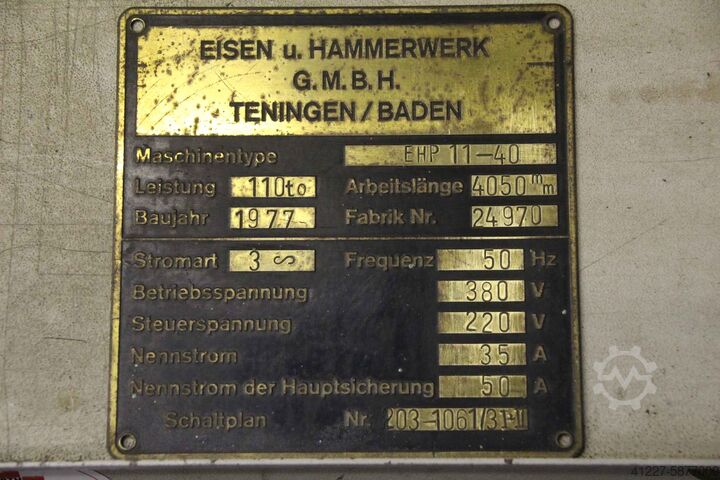 EISEN u. HAMMERWERK
G.M.B.H.
TENINGEN/BADEN
Maschinentype EHP 11-40
Leistung 110to Arbeitslänge 4050 mm
Baujahr 1977 Fabrik Nr. 24970
Stromart 3 ∾ Frequenz 50 Hz
Betriebsspannung 380 V
Steuerspannung 220 V
Nennstrom 35 A
Nennstrom der Hauptsicherung 50 A
Schaltplan Nr. 203-1061/31